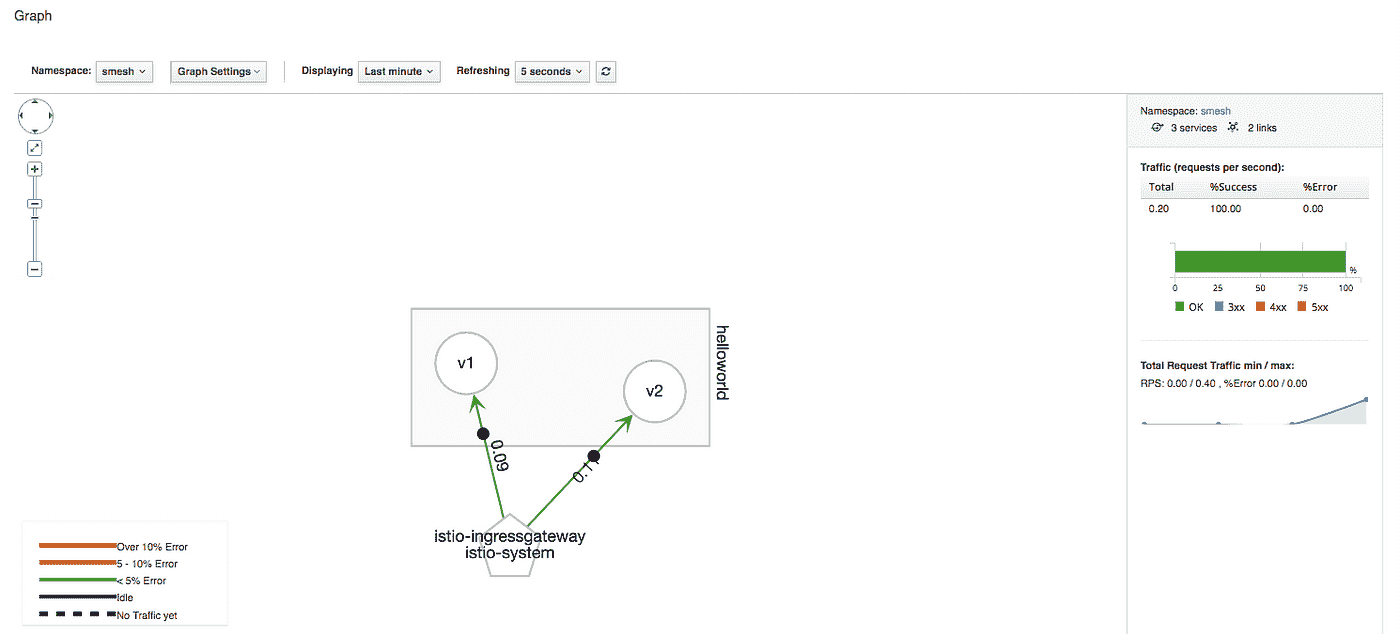 Graph
Namespace: smesh Graph Settings Displaying Last minute Refreshing 5 seconds
Namespace: smesh
3 services 2 links
Traffic (requests per second):
Total %Success %Error
0.20 100.00 0.00
%
0 25 50 75 100
OK 3xx 4xx 5xx
Total Request Traffic min / max:
RPS: 0.00 / 0.40 , %Error 0.00 / 0.00
helloworld
v1
v2
0.09
0.11
istio-ingressgateway
istio-system
Over 10% Error
5 - 10% Error
< 5% Error
Idle
No Traffic yet